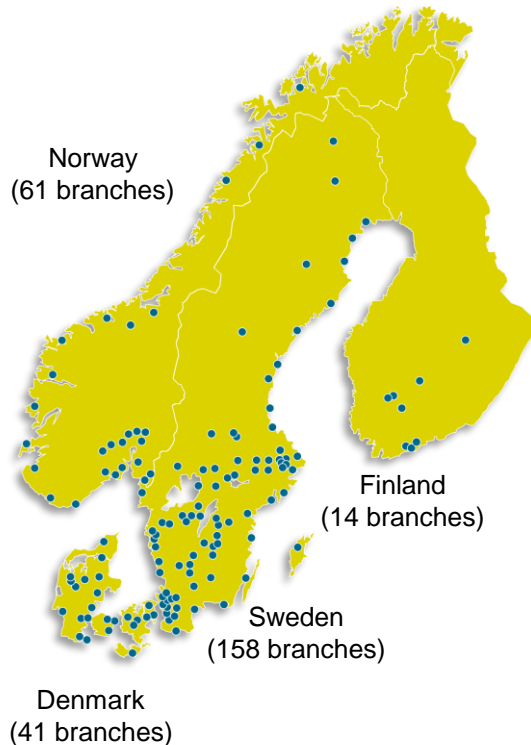 Norway
(61 branches)
Finland
(14 branches)
Sweden
(158 branches)
Denmark
(41 branches)